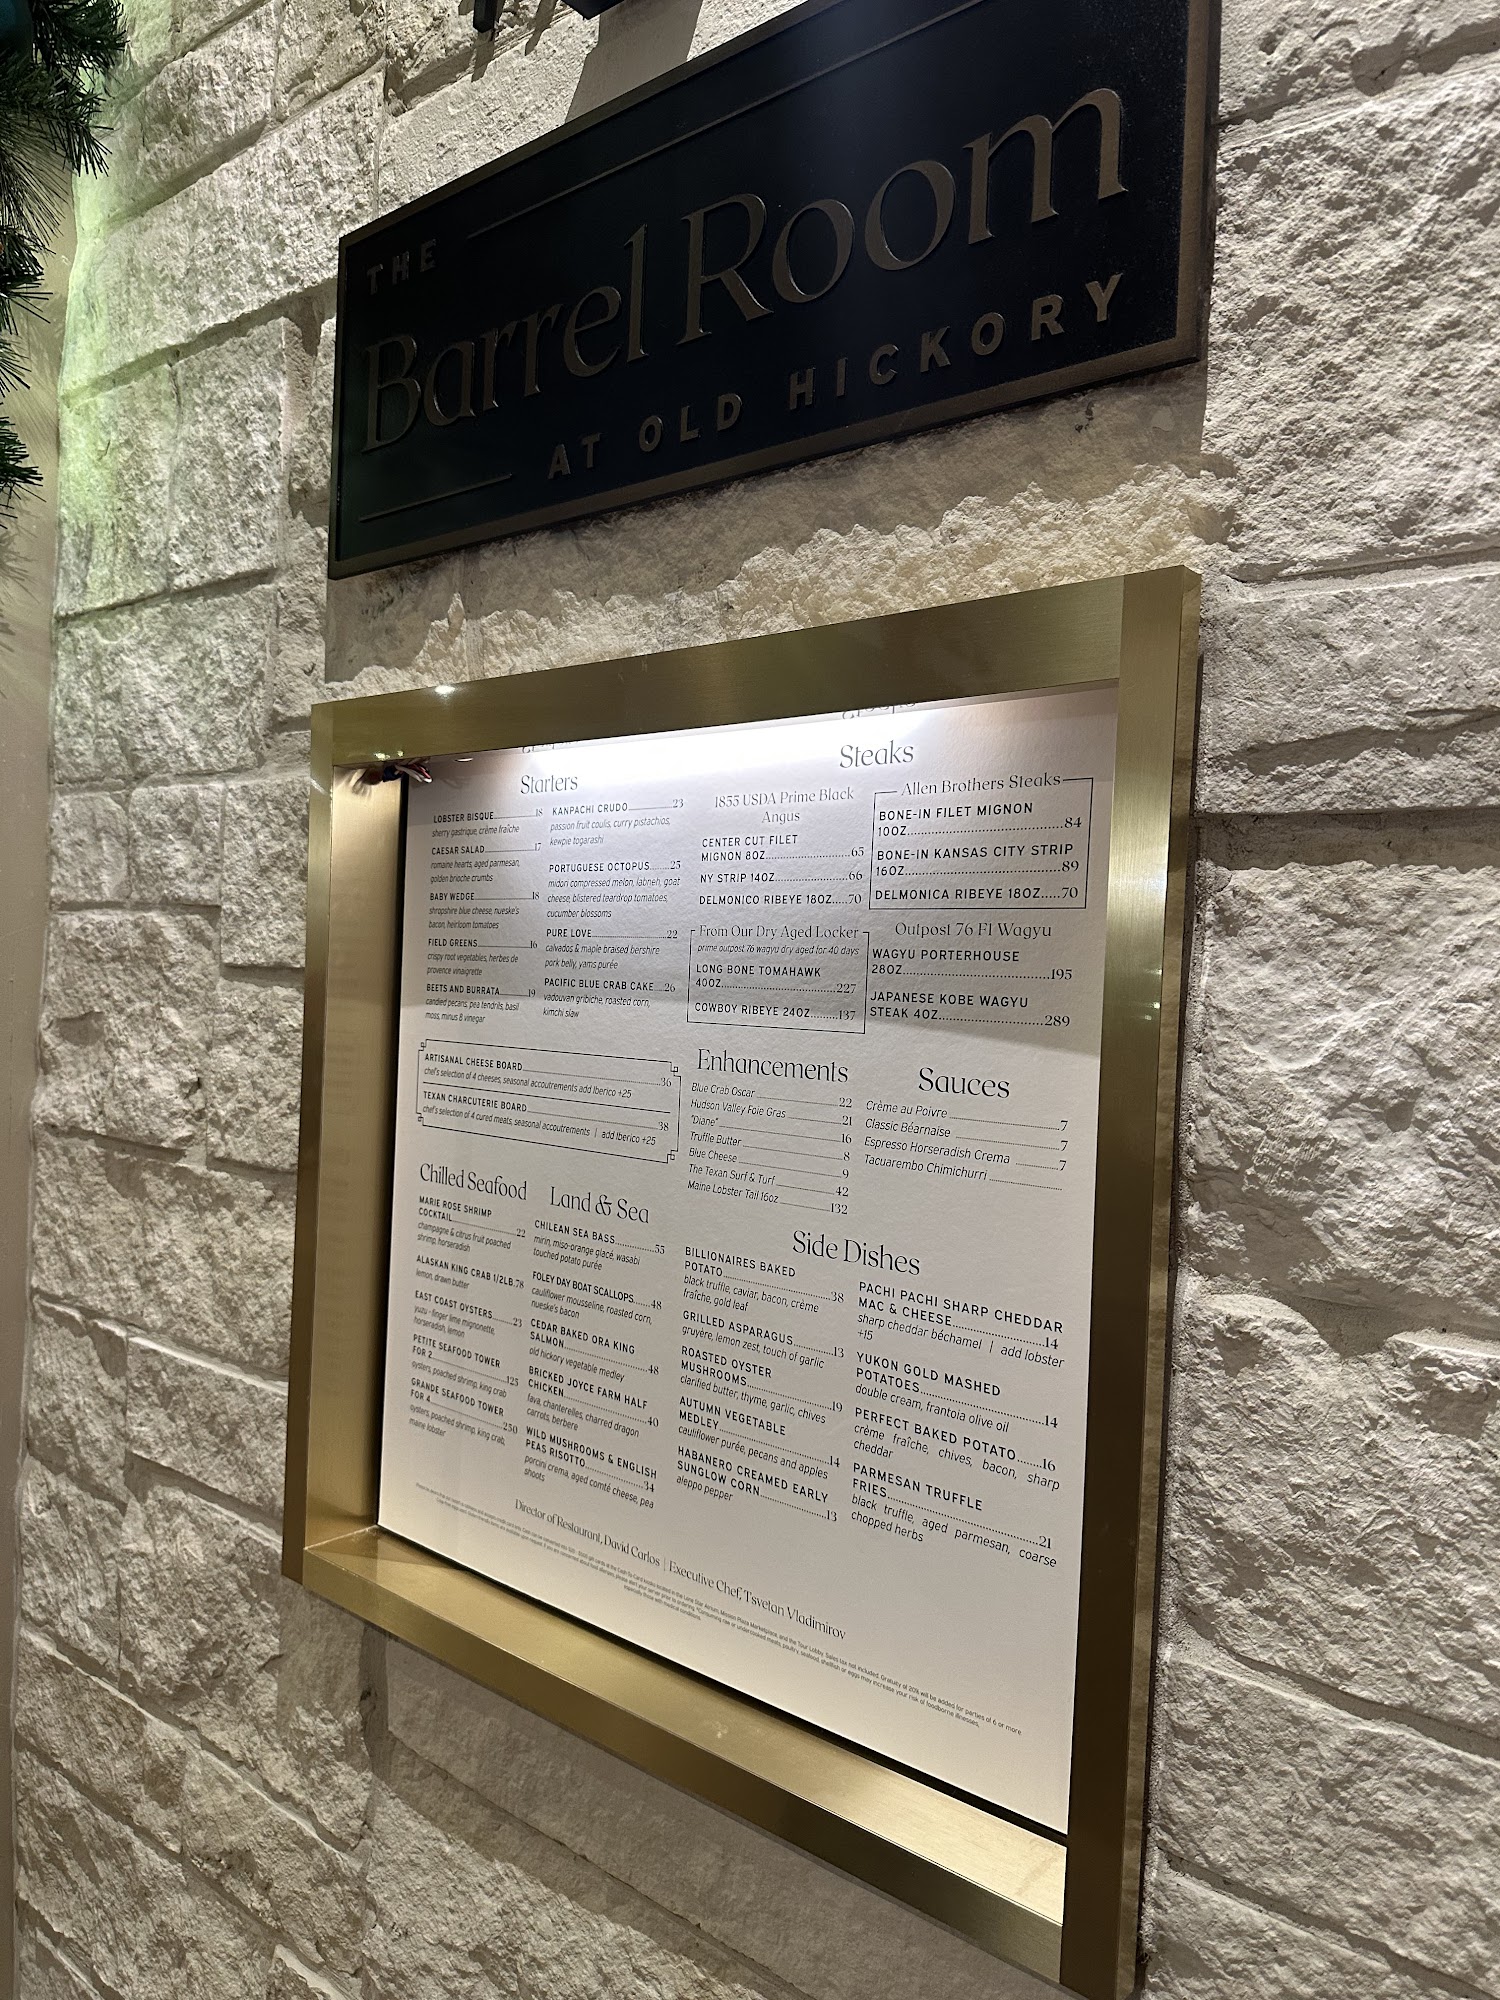 THE
Barrel Room
AT OLD HICKORY
Starters
LOBSTER BISQUE 18
sherry gastrique, crème fraîche
CAESAR SALAD 17
romaine hearts, aged parmesan,
golden brioche crumbs
BABY WEDGE 18
shropshire blue cheese, nueske's
bacon, heirloom tomatoes
FIELD GREENS 16
crispy root vegetables, herbes de
provence vinaigrette
BEETS AND BURRATA 19
candied pecans, pea tendrils, basil
moss, minus 8 vinegar
KANPACHI CRUDO 23
passion fruit coulis, curry pistachios,
kewpie togarashi
PORTUGUESE OCTOPUS 25
midori compressed melon, labneh, goat
cheese, blistered teardrop tomatoes,
cucumber blossoms
PURE LOVE 22
calvados & maple braised bershire
pork belly, yams purée
PACIFIC BLUE CRAB CAKE 26
vadouvan gribiche, roasted corn,
kimchi slaw
ARTISANAL CHEESE BOARD 36
chef's selection of 4 cheeses, seasonal accoutrements add Iberico +25
TEXAN CHARCUTERIE BOARD 38
chef's selection of 4 cured meats, seasonal accoutrements | add Iberico +25
Chilled Seafood
MARIE ROSE SHRIMP
COCKTAIL 22
champagne & citrus fruit poached
shrimp, horseradish
ALASKAN KING CRAB 1/2LB. 78
lemon, drawn butter
EAST COAST OYSTERS 23
yuzu - finger lime mignonette,
horseradish, lemon
PETITE SEAFOOD TOWER
FOR 2 125
oysters, poached shrimp, king crab
GRANDE SEAFOOD TOWER
FOR 4 250
oysters, poached shrimp, king crab,
maine lobster
Land & Sea
CHILEAN SEA BASS 55
mirin, miso-orange glacé, wasabi
touched potato purée
FOLEY DAY BOAT SCALLOPS 48
cauliflower mousseline, roasted corn,
nueske's bacon
CEDAR BAKED ORA KING
SALMON 48
old hickory vegetable medley
BRICKED JOYCE FARM HALF
CHICKEN 40
fava, chanterelles, charred dragon
carrots, berbere
WILD MUSHROOMS & ENGLISH
PEAS RISOTTO 34
porcini crema, aged comté cheese, pea
shoots
Steaks
1855 USDA Prime Black
Angus
CENTER CUT FILET
MIGNON 8OZ 65
NY STRIP 14OZ 66
DELMONICO RIBEYE 18OZ 70
From Our Dry Aged Locker
prime outpost 76 wagyu dry aged for 40 days
LONG BONE TOMAHAWK
40OZ 227
COWBOY RIBEYE 24OZ 137
Allen Brothers Steaks
BONE-IN FILET MIGNON
10OZ 84
BONE-IN KANSAS CITY STRIP
16OZ 89
DELMONICA RIBEYE 18OZ 70
Outpost 76 F1 Wagyu
WAGYU PORTERHOUSE
28OZ 195
JAPANESE KOBE WAGYU
STEAK 4OZ 289
Enhancements
Blue Crab Oscar 22
Hudson Valley Foie Gras 21
"Diane" 16
Truffle Butter 8
Blue Cheese 9
The Texan Surf & Turf 42
Maine Lobster Tail 16oz 132
Sauces
Crème au Poivre 7
Classic Béarnaise 7
Espresso Horseradish Crema 7
Tacuarembo Chimichurri
Side Dishes
BILLIONAIRES BAKED
POTATO 38
black truffle, caviar, bacon, crème
fraîche, gold leaf
GRILLED ASPARAGUS 13
gruyère, lemon zest, touch of garlic
ROASTED OYSTER
MUSHROOMS 19
clarified butter, thyme, garlic, chives
AUTUMN VEGETABLE
MEDLEY 14
cauliflower purée, pecans and apples
HABANERO CREAMED EARLY
SUNGLOW CORN 13
aleppo pepper
PACHI PACHI SHARP CHEDDAR
MAC & CHEESE 14
sharp cheddar béchamel | add lobster
+15
YUKON GOLD MASHED
POTATOES 14
double cream, frantoia olive oil
PERFECT BAKED POTATO 16
crème fraîche, chives, bacon, sharp
cheddar
PARMESAN TRUFFLE
FRIES 21
black truffle, aged parmesan, coarse
chopped herbs
Director of Restaurant, David Carlos | Executive Chef, Tsvetan Vladimirov